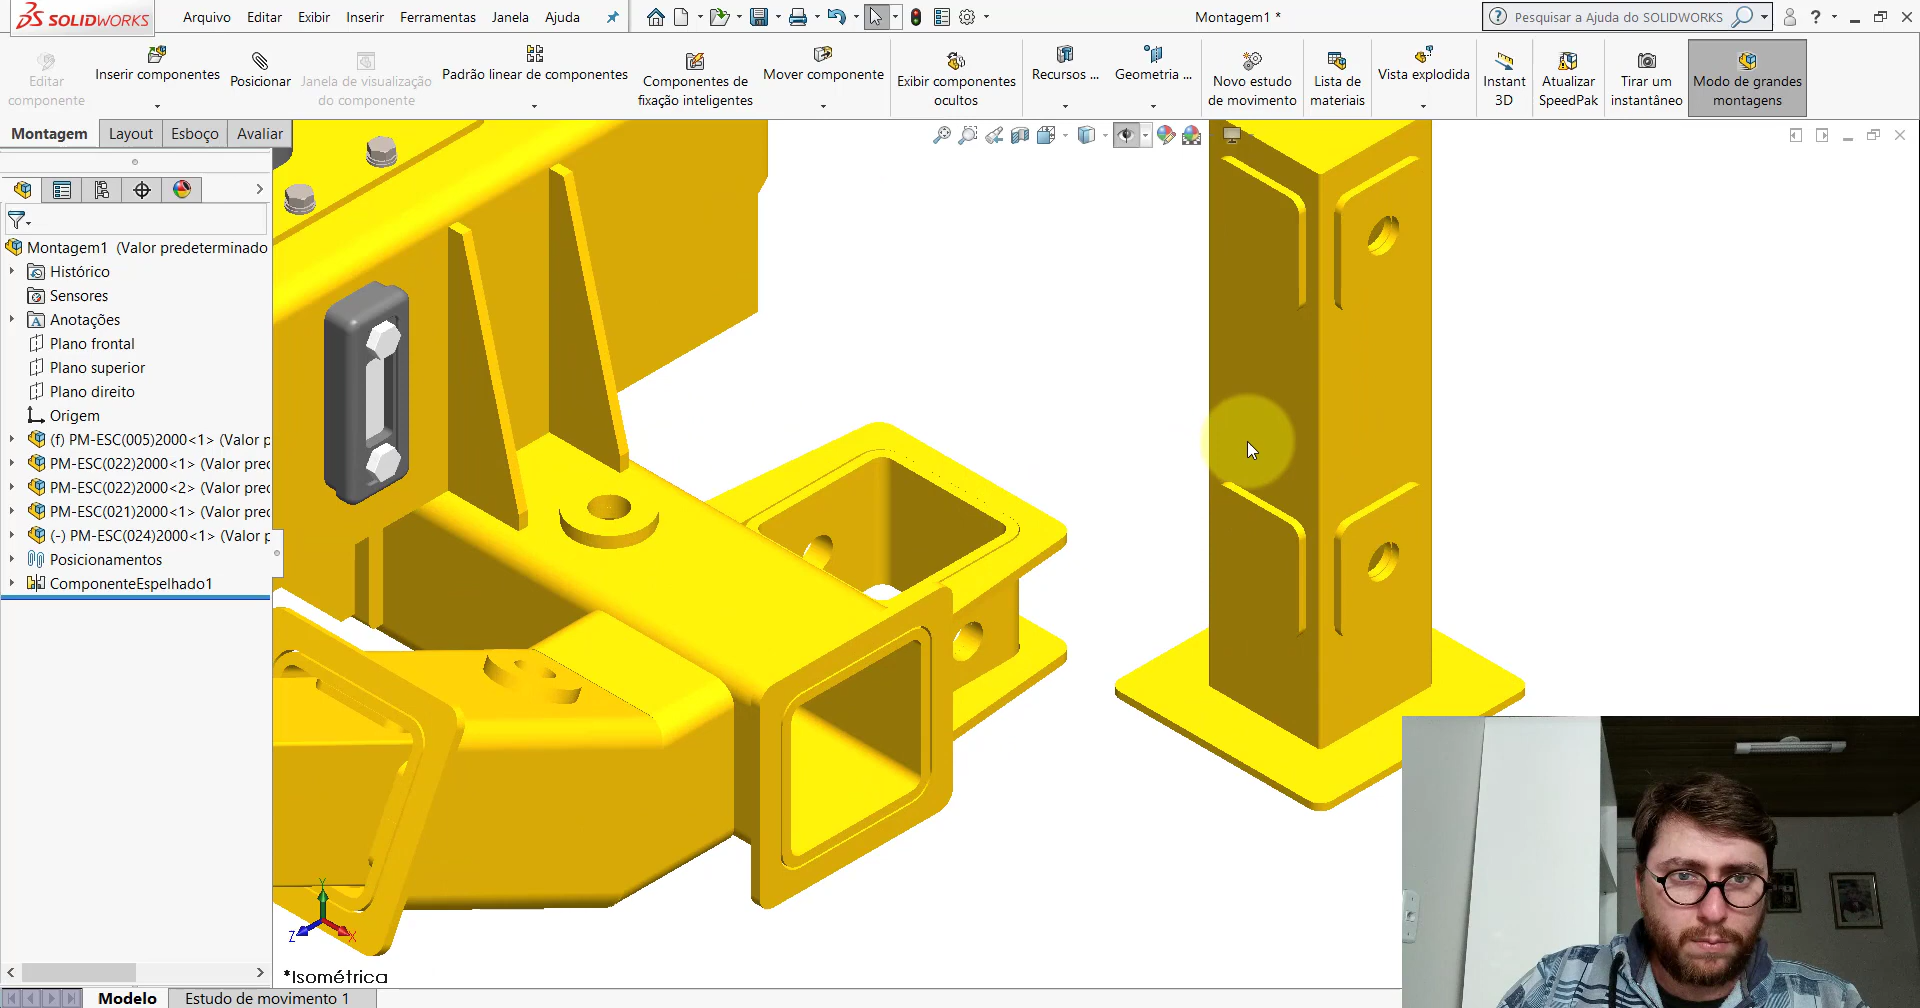 SOLIDWORKS
Arquivo Editar Exibir Inserir Ferramentas Janela Ajuda
Montagem1 *
Pesquisar a Ajuda do SOLIDWORKS
Editar componente
Inserir componentes
Posicionar
Janela de visualização do componente
Padrão linear de componentes
Componentes de fixação inteligentes
Mover componente
Exibir componentes ocultos
Recursos ...
Geometria ...
Novo estudo de movimento
Lista de materiais
Vista explodida
Instant 3D
Atualizar SpeedPak
Tirar um instantâneo
Modo de grandes montagens
Montagem Layout Esboço Avaliar
Montagem1 (Valor predeterminado
Histórico
Sensores
Anotações
Plano frontal
Plano superior
Plano direito
Origem
(f) PM-ESC(005)2000<1> (Valor p
PM-ESC(022)2000<1> (Valor pred
PM-ESC(022)2000<2> (Valor pred
PM-ESC(021)2000<1> (Valor pred
(-) PM-ESC(024)2000<1> (Valor p
Posicionamentos
ComponenteEspelhado1
Y
Z
X
*Isométrica
Modelo Estudo de movimento 1